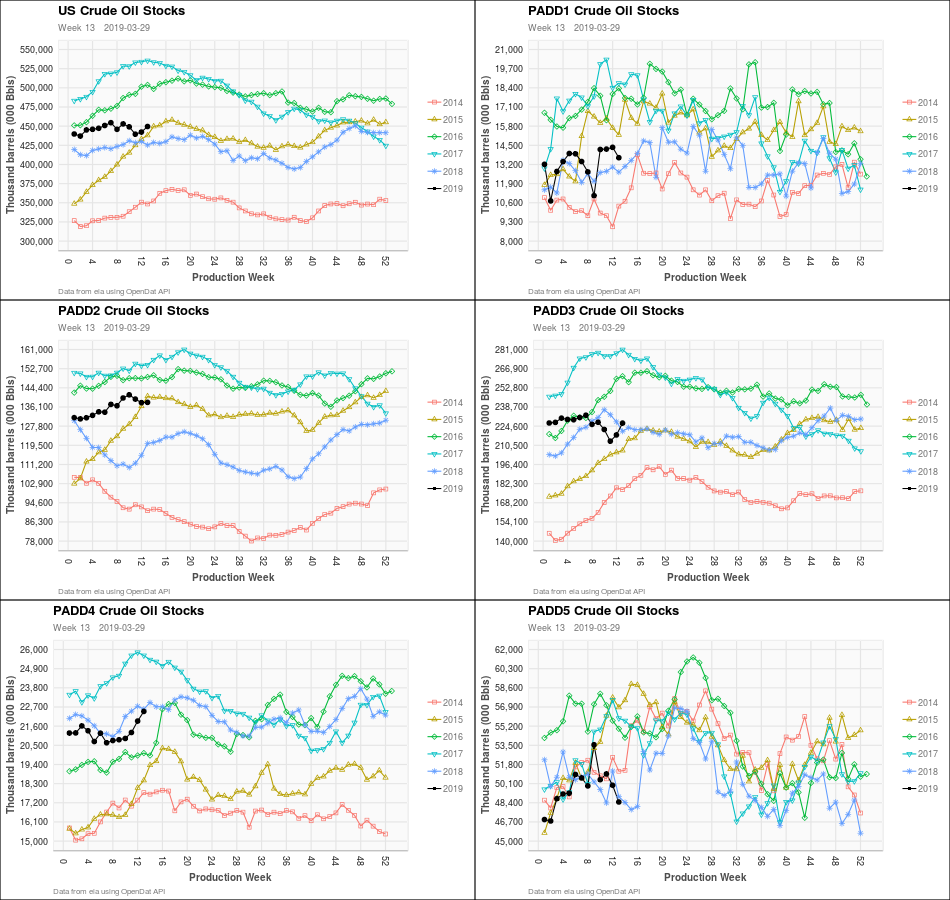 US Crude Oil Stocks
Week 13 2019-03-29
Thousand barrels (000 Bbls)
550,000
525,000
500,000
475,000
450,000
425,000
400,000
375,000
350,000
325,000
300,000
0 4 8 12 16 20 24 28 32 36 40 44 48 52
Production Week
Data from eia using OpenDat API
2014
2015
2016
2017
2018
2019
PADD1 Crude Oil Stocks
Week 13 2019-03-29
Thousand barrels (000 Bbls)
21,000
19,700
18,400
17,100
15,800
14,500
13,200
11,900
10,600
9,300
8,000
0 4 8 12 16 20 24 28 32 36 40 44 48 52
Production Week
Data from eia using OpenDat API
2014
2015
2016
2017
2018
2019
PADD2 Crude Oil Stocks
Week 13 2019-03-29
Thousand barrels (000 Bbls)
161,000
152,700
144,400
136,100
127,800
119,500
111,200
102,900
94,600
86,300
78,000
0 4 8 12 16 20 24 28 32 36 40 44 48 52
Production Week
Data from eia using OpenDat API
2014
2015
2016
2017
2018
2019
PADD3 Crude Oil Stocks
Week 13 2019-03-29
Thousand barrels (000 Bbls)
281,000
266,900
252,800
238,700
224,600
210,500
196,400
182,300
168,200
154,100
140,000
0 4 8 12 16 20 24 28 32 36 40 44 48 52
Production Week
Data from eia using OpenDat API
2014
2015
2016
2017
2018
2019
PADD4 Crude Oil Stocks
Week 13 2019-03-29
Thousand barrels (000 Bbls)
26,000
24,900
23,800
22,700
21,600
20,500
19,400
18,300
17,200
16,100
15,000
0 4 8 12 16 20 24 28 32 36 40 44 48 52
Production Week
Data from eia using OpenDat API
2014
2015
2016
2017
2018
2019
PADD5 Crude Oil Stocks
Week 13 2019-03-29
Thousand barrels (000 Bbls)
62,000
60,300
58,600
56,900
55,200
53,500
51,800
50,100
48,400
46,700
45,000
0 4 8 12 16 20 24 28 32 36 40 44 48 52
Production Week
Data from eia using OpenDat API
2014
2015
2016
2017
2018
2019